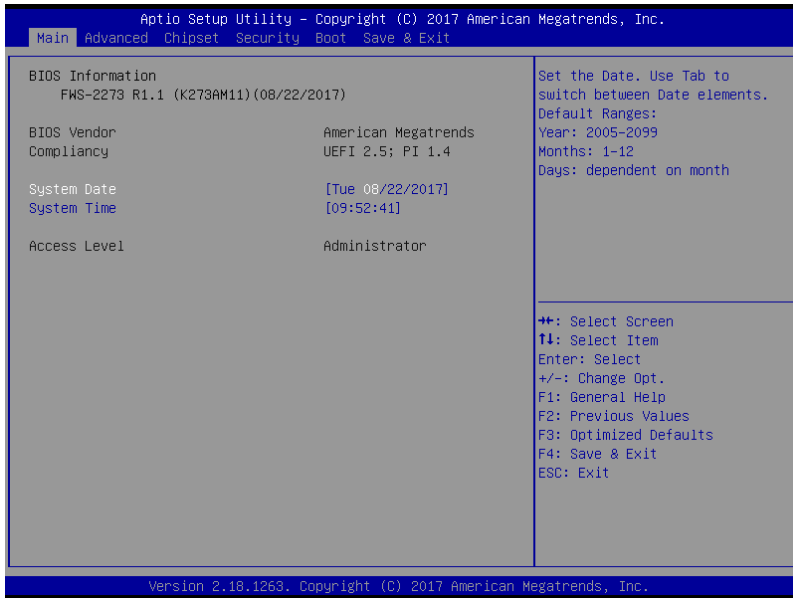 Aptio Setup Utility – Copyright (C) 2017 American Megatrends, Inc.
Main Advanced Chipset Security Boot Save & Exit
BIOS Information
FWS-2273 R1.1 (K273AM11)(08/22/2017)
BIOS Vendor American Megatrends
Compliancy UEFI 2.5; PI 1.4
System Date [Tue 08/22/2017]
System Time [09:52:41]
Access Level Administrator
Set the Date. Use Tab to
switch between Date elements.
Default Ranges:
Year: 2005-2099
Months: 1-12
Days: dependent on month
→←: Select Screen
↑↓: Select Item
Enter: Select
+/-: Change Opt.
F1: General Help
F2: Previous Values
F3: Optimized Defaults
F4: Save & Exit
ESC: Exit
Version 2.18.1263. Copyright (C) 2017 American Megatrends, Inc.